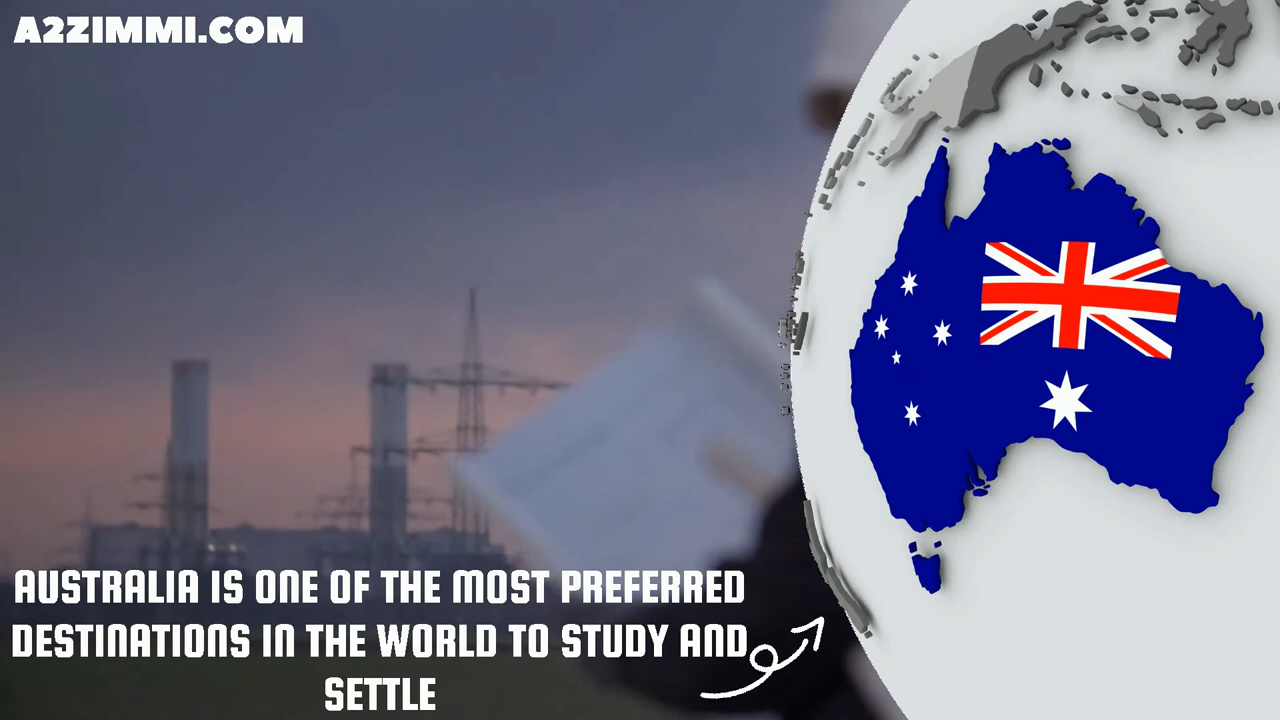 A2ZIMMI.COM
AUSTRALIA IS ONE OF THE MOST PREFERRED
DESTINATIONS IN THE WORLD TO STUDY AND
SETTLE